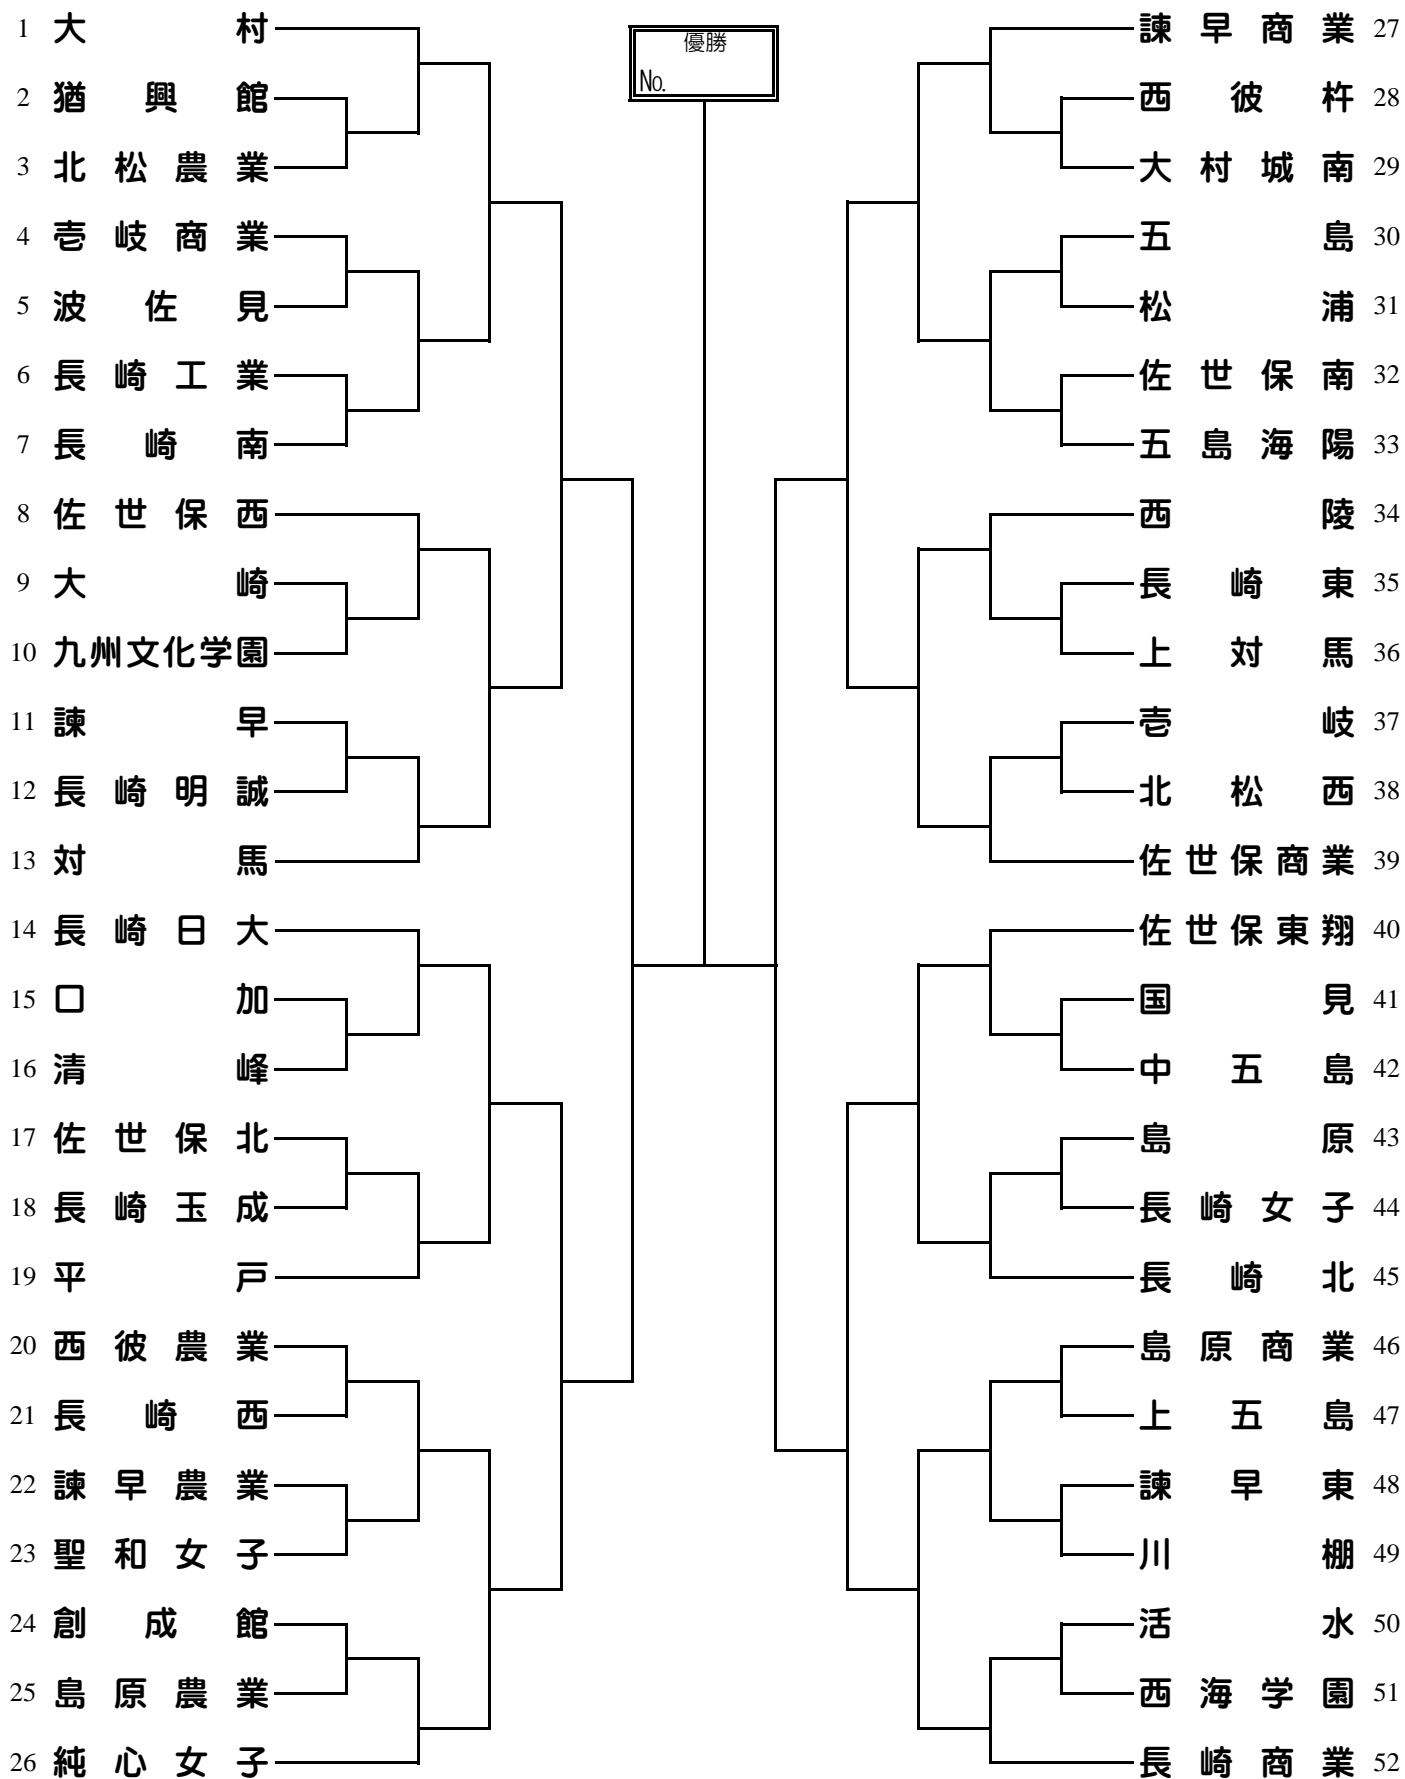 優勝
No.
1 大村
2 猶興館
3 北松農業
4 壱岐商業
5 波佐見
6 長崎工業
7 長崎南
8 佐世保西
9 大崎
10 九州文化学園
11 諫早
12 長崎明誠
13 対馬
14 長崎日大
15 口加
16 清峰
17 佐世保北
18 長崎玉成
19 平戸
20 西彼農業
21 長崎西
22 諫早農業
23 聖和女子
24 創成館
25 島原農業
26 純心女子
諫早商業 27
西彼杵 28
大村城南 29
五島 30
松浦 31
佐世保南 32
五島海陽 33
西陵 34
長崎東 35
上対馬 36
壱岐 37
北松西 38
佐世保商業 39
佐世保東翔 40
国見 41
中五島 42
島原 43
長崎女子 44
長崎北 45
島原商業 46
上五島 47
諫早東 48
川棚 49
活水 50
西海学園 51
長崎商業 52